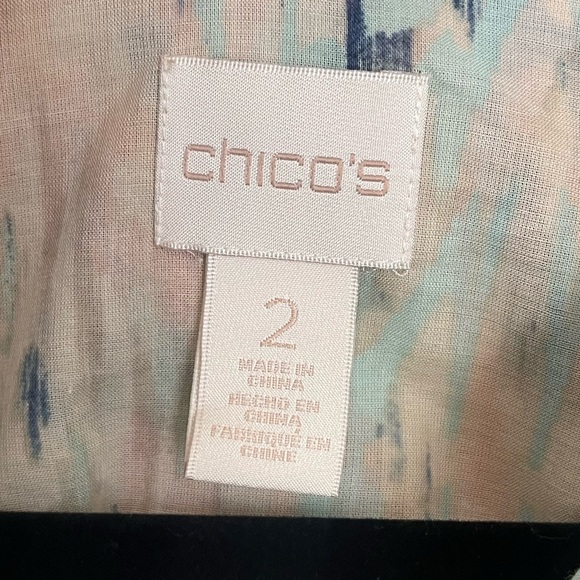 chico's
2
MADE IN
CHINA
HECHO EN
CHINA
FABRIQUÉ EN
CHINE